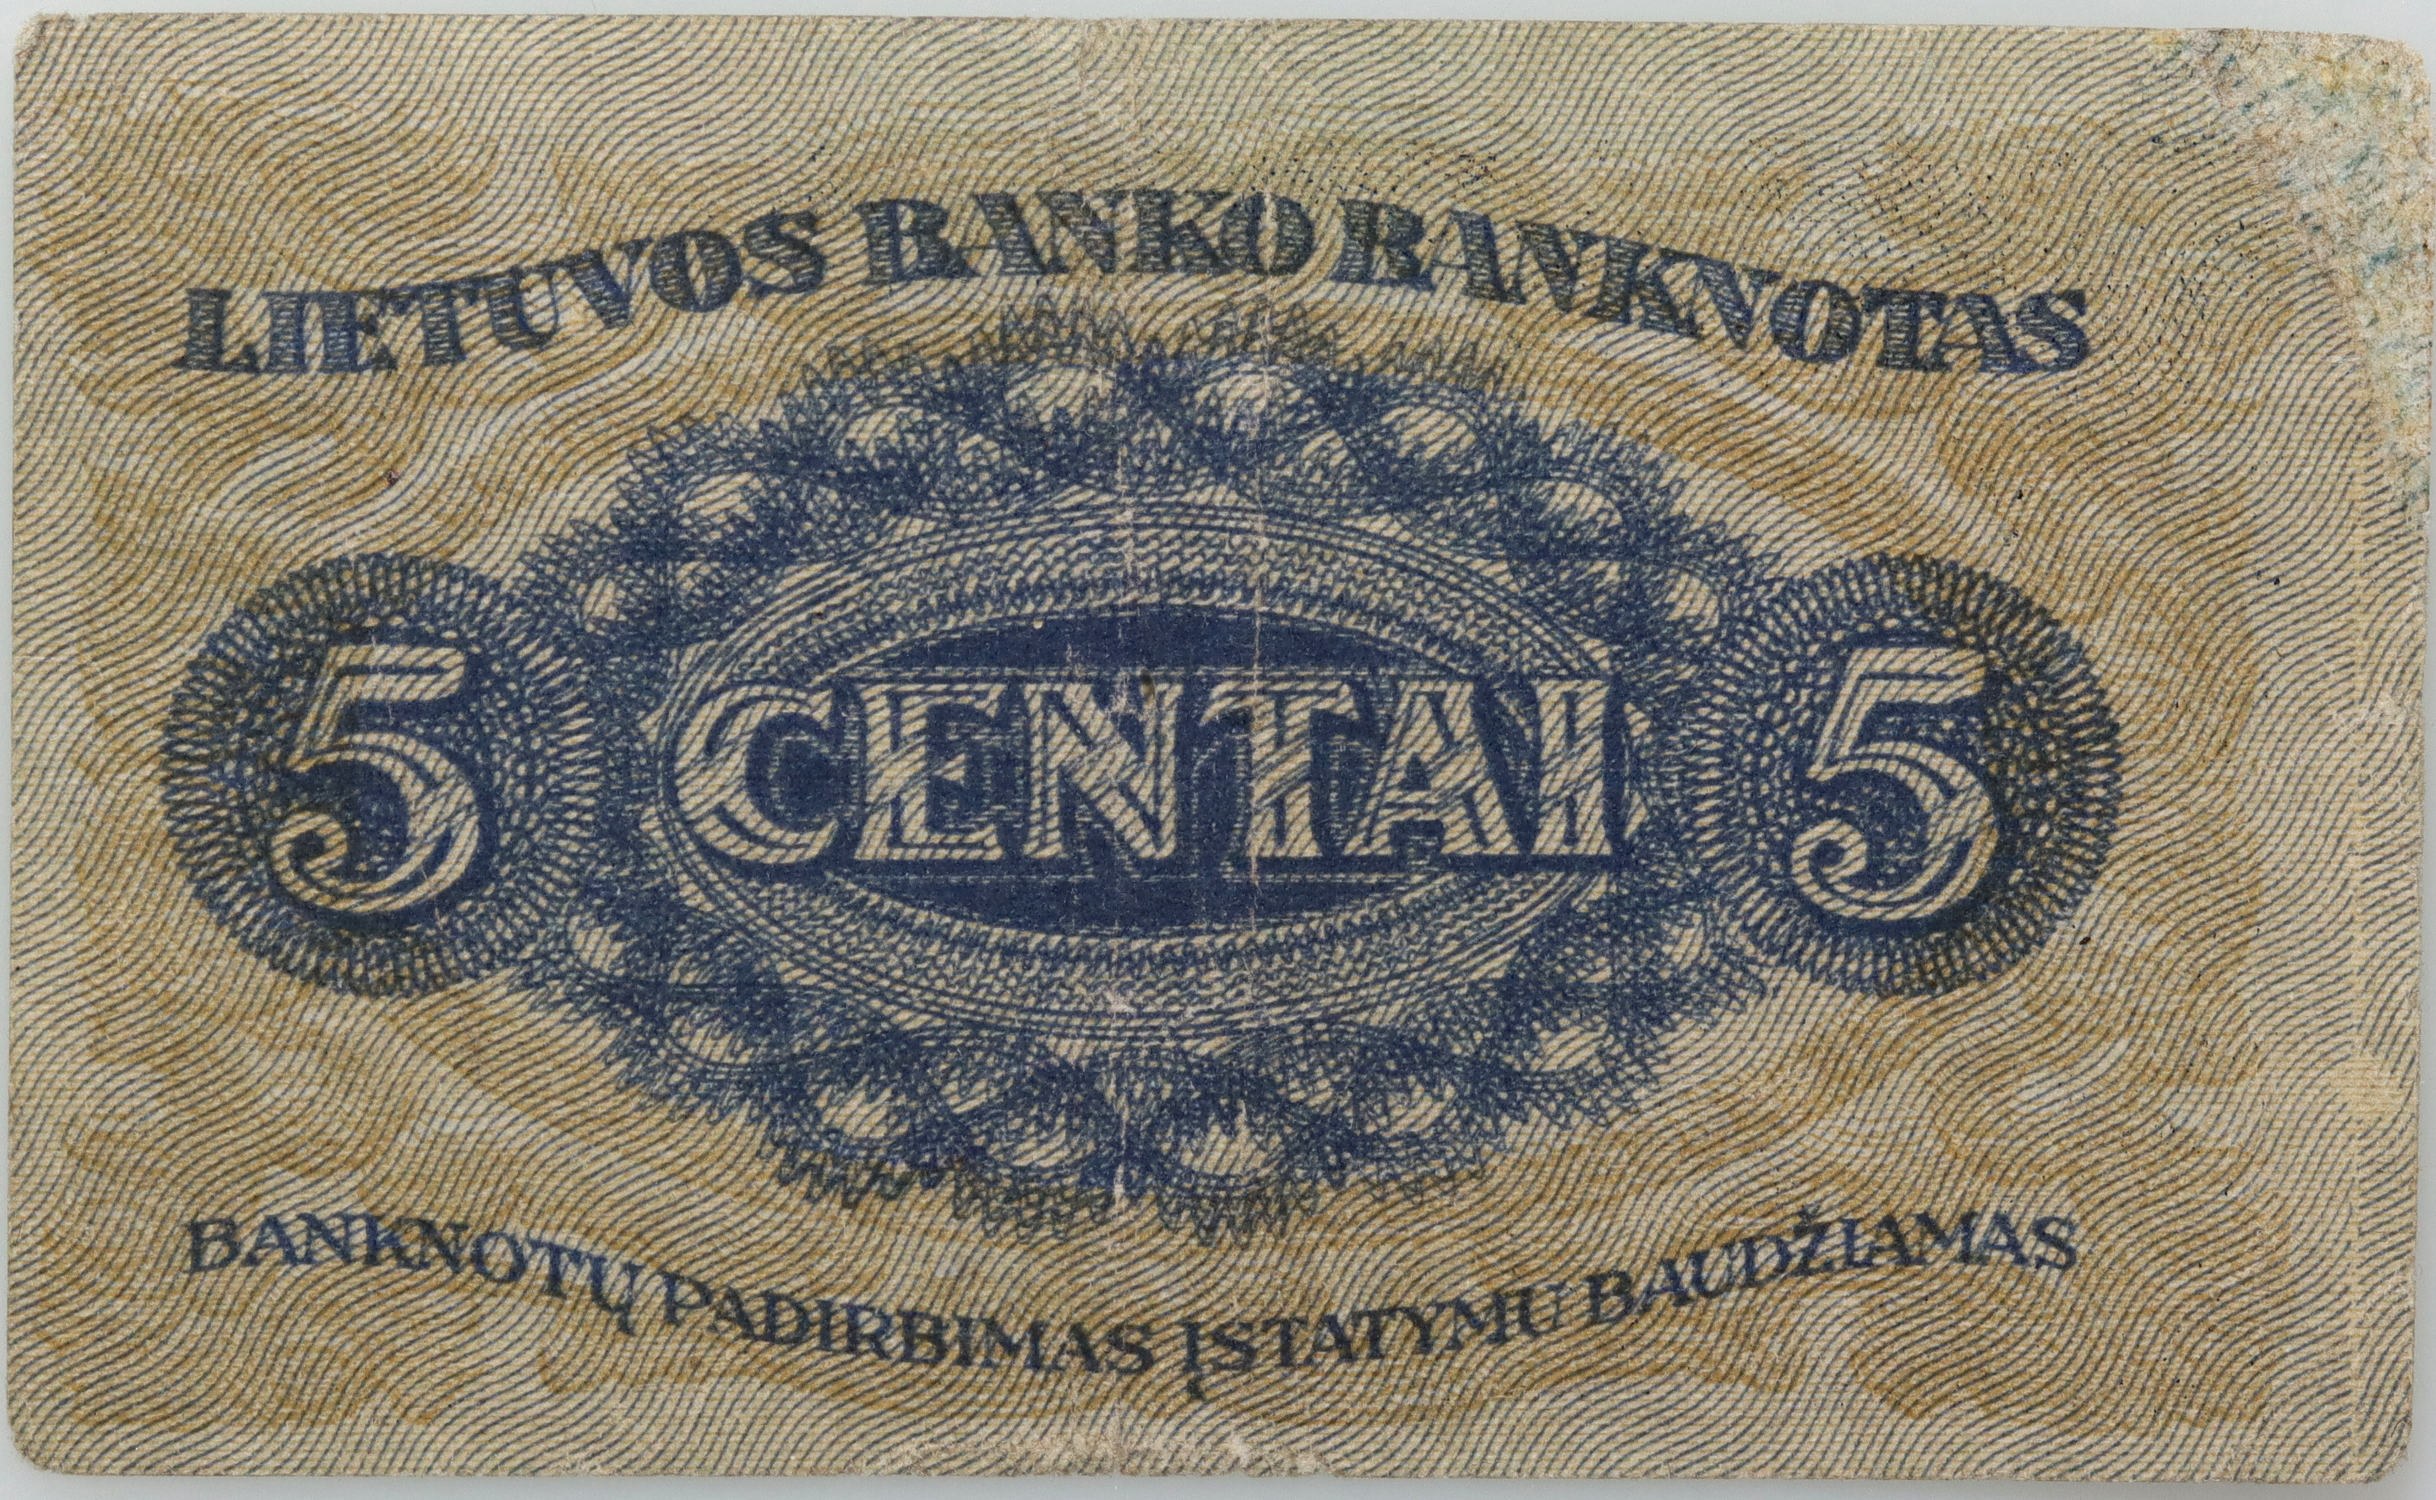 LIETUVOS BANKO BANKNOTAS
5 CENTAI 5
BANKNOTŲ PADIRBIMAS ĮSTATYMU BAUDŽIAMAS